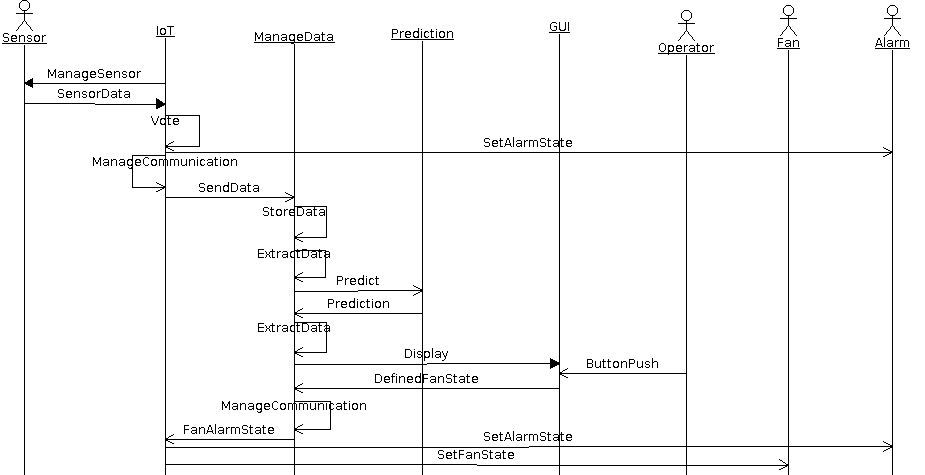 Sensor
IoT
ManageData
Prediction
GUI
Operator
Fan
Alarm
ManageSensor
SensorData
Vote
SetAlarmState
ManageCommunication
SendData
StoreData
ExtractData
Predict
Prediction
ExtractData
Display
ButtonPush
DefinedFanState
ManageCommunication
FanAlarmState
SetAlarmState
SetFanState